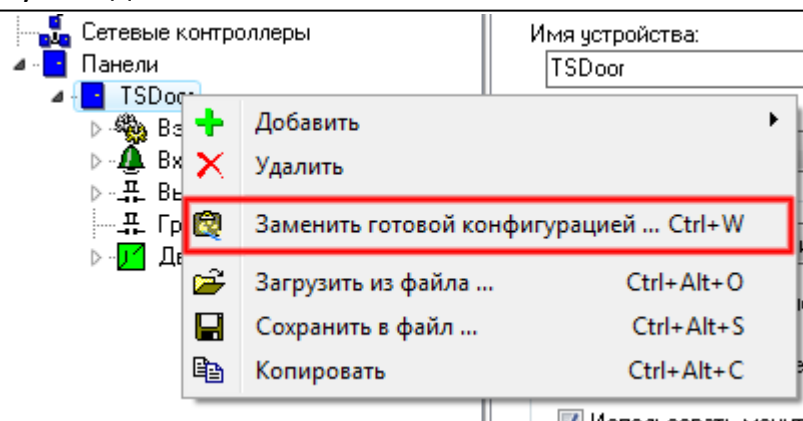 Сетевые контроллеры
Панели
TSDoor
Имя устройства:
TSDoor
Добавить
Удалить
Заменить готовой конфигурацией ... Ctrl+W
Загрузить из файла ... Ctrl+Alt+O
Сохранить в файл ... Ctrl+Alt+S
Копировать Ctrl+Alt+C